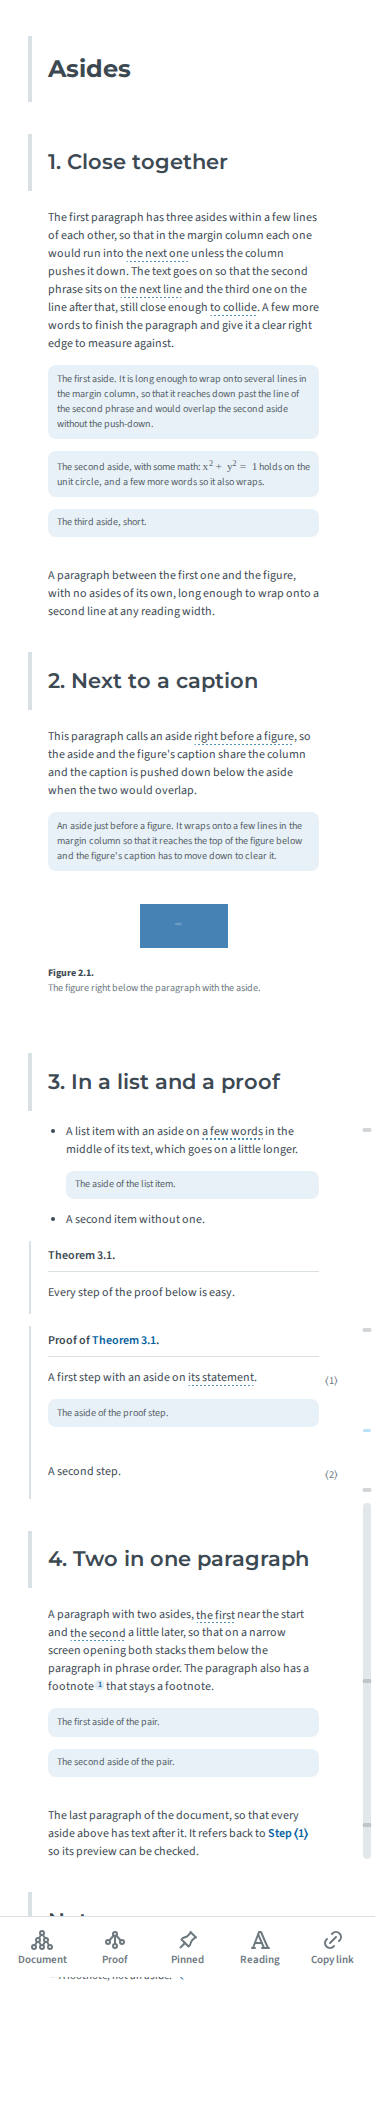 Asides
1. Close together
The first paragraph has three asides within a few lines
of each other, so that in the margin column each one
would run into the next one unless the column
pushes it down. The text goes on so that the second
phrase sits on the next line and the third one on the
line after that, still close enough to collide. A few more
words to finish the paragraph and give it a clear right
edge to measure against.
The first aside. It is long enough to wrap onto several lines in
the margin column, so that it reaches down past the line of
the second phrase and would overlap the second aside
without the push-down.
The second aside, with some math: x² + y² = 1 holds on the
unit circle, and a few more words so it also wraps.
The third aside, short.
A paragraph between the first one and the figure,
with no asides of its own, long enough to wrap onto a
second line at any reading width.
2. Next to a caption
This paragraph calls an aside right before a figure, so
the aside and the figure's caption share the column
and the caption is pushed down below the aside
when the two would overlap.
An aside just before a figure. It wraps onto a few lines in the
margin column so that it reaches the top of the figure below
and the figure's caption has to move down to clear it.
Figure 2.1.
The figure right below the paragraph with the aside.
3. In a list and a proof
• A list item with an aside on a few words in the
middle of its text, which goes on a little longer.
The aside of the list item.
• A second item without one.
Theorem 3.1.
Every step of the proof below is easy.
Proof of Theorem 3.1.
A first step with an aside on its statement. ⟨1⟩
The aside of the proof step.
A second step. ⟨2⟩
4. Two in one paragraph
A paragraph with two asides, the first near the start
and the second a little later, so that on a narrow
screen opening both stacks them below the
paragraph in phrase order. The paragraph also has a
footnote 1 that stays a footnote.
The first aside of the pair.
The second aside of the pair.
The last paragraph of the document, so that every
aside above has text after it. It refers back to Step ⟨1⟩
so its preview can be checked.
Document Proof Pinned Reading Copy link